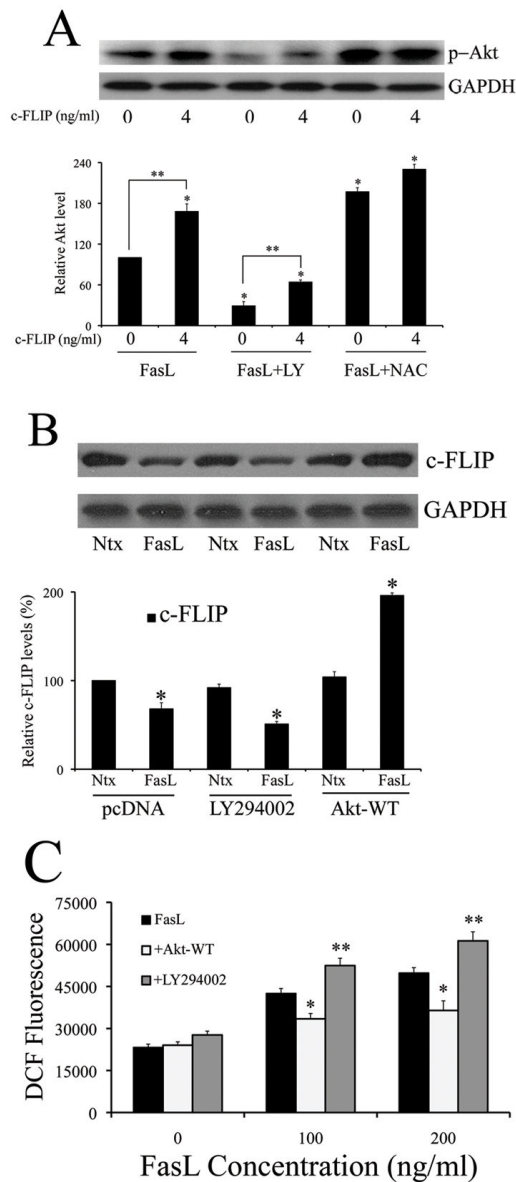 A
p–Akt
GAPDH
c-FLIP (ng/ml) 0 4 0 4 0 4
Relative Akt level
240
180
120
60
0
** * * ** * * *
c-FLIP (ng/ml) 0 4 0 4 0 4
FasL FasL+LY FasL+NAC
B
c-FLIP
GAPDH
Ntx FasL Ntx FasL Ntx FasL
Relative c-FLIP levels (%)
200
100
0
c-FLIP
* * *
Ntx FasL Ntx FasL Ntx FasL
pcDNA LY294002 Akt-WT
C
DCF Fluorescence
75000
60000
45000
30000
15000
0
FasL
+Akt-WT
+LY294002
* ** * **
0 100 200
FasL Concentration (ng/ml)